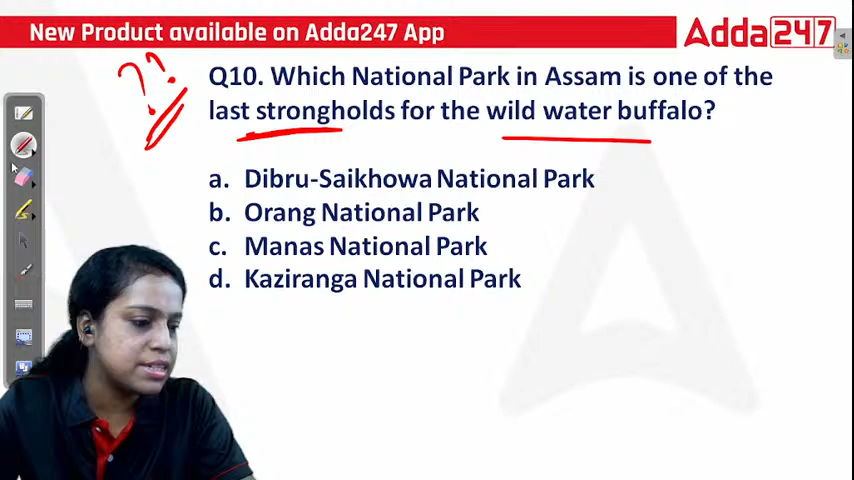 New Product available on Adda247 App
Adda247
??
Q10. Which National Park in Assam is one of the
last strongholds for the wild water buffalo?
a. Dibru-Saikhowa National Park
b. Orang National Park
c. Manas National Park
d. Kaziranga National Park